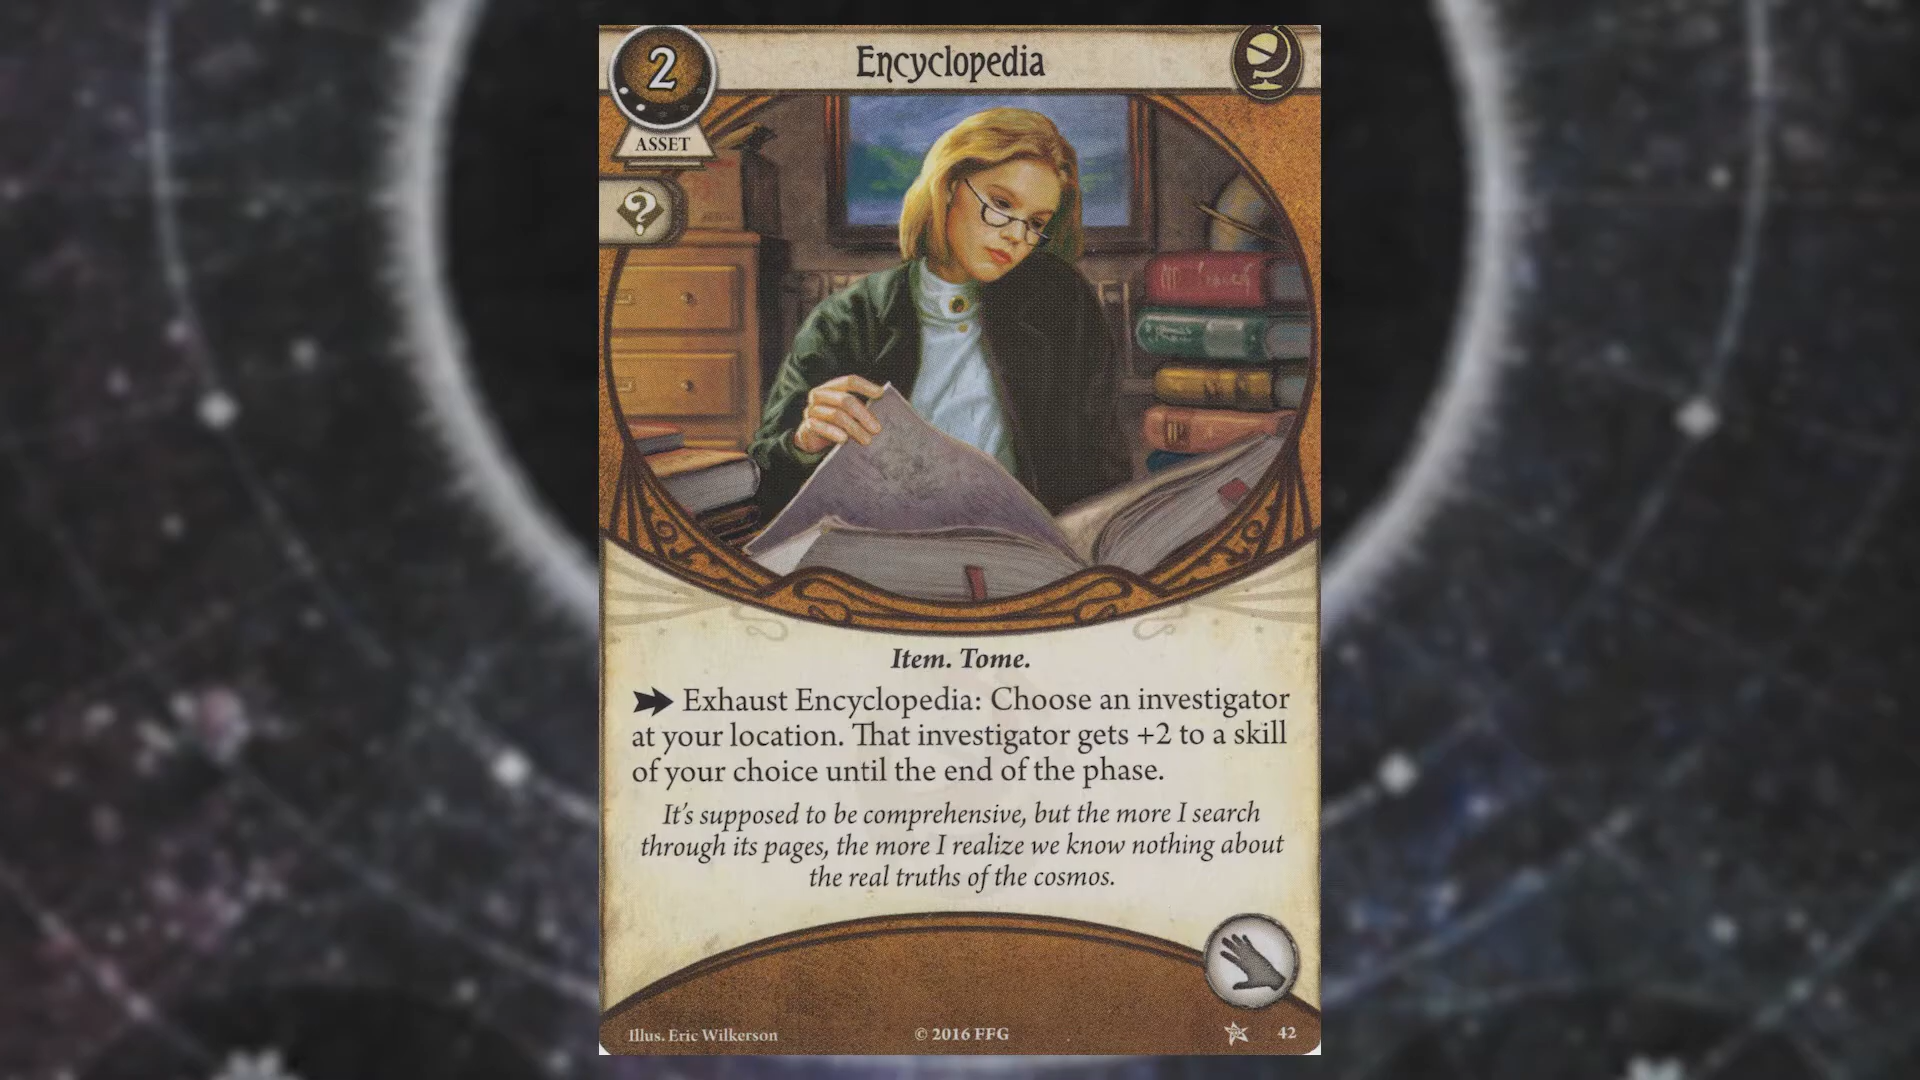 2
Encyclopedia
ASSET
?
Item. Tome.
Exhaust Encyclopedia: Choose an investigator
at your location. That investigator gets +2 to a skill
of your choice until the end of the phase.
It's supposed to be comprehensive, but the more I search
through its pages, the more I realize we know nothing about
the real truths of the cosmos.
Illus. Eric Wilkerson
© 2016 FFG
42